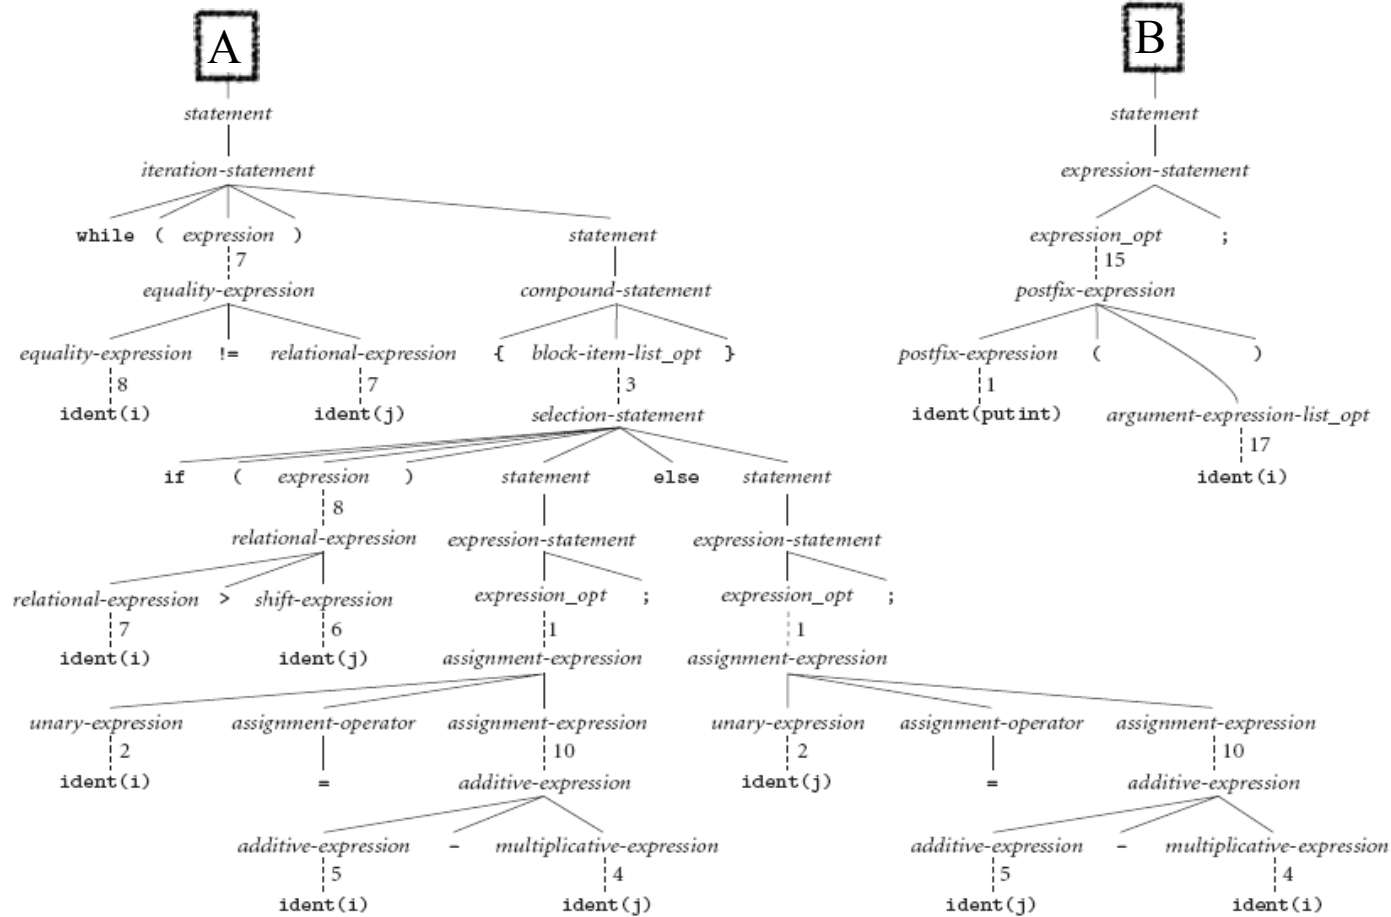 A B
statement statement
iteration-statement expression-statement
while ( expression ) statement expression_opt ;
7 15
equality-expression compound-statement postfix-expression
equality-expression != relational-expression { block-item-list_opt } postfix-expression ( )
8 7 3 1
ident(i) ident(j) selection-statement ident(putint) argument-expression-list_opt
17
if ( expression ) statement else statement ident(i)
8
relational-expression expression-statement expression-statement
relational-expression > shift-expression expression_opt ; expression_opt ;
7 6 1 1
ident(i) ident(j) assignment-expression assignment-expression
unary-expression assignment-operator assignment-expression unary-expression assignment-operator assignment-expression
2 10 2 10
ident(i) = additive-expression ident(j) = additive-expression
additive-expression - multiplicative-expression additive-expression - multiplicative-expression
5 4 5 4
ident(i) ident(j) ident(j) ident(i)